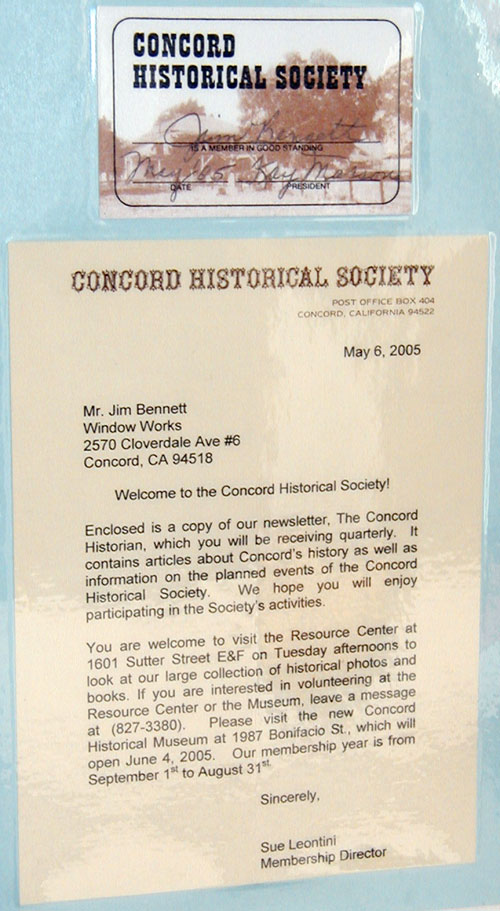 CONCORD
HISTORICAL SOCIETY
Jim Bennett
IS A MEMBER IN GOOD STANDING
May 05 Kay Massone
DATE PRESIDENT
CONCORD HISTORICAL SOCIETY
POST OFFICE BOX 404
CONCORD, CALIFORNIA 94522
May 6, 2005
Mr. Jim Bennett
Window Works
2570 Cloverdale Ave #6
Concord, CA 94518
Welcome to the Concord Historical Society!
Enclosed is a copy of our newsletter, The Concord
Historian, which you will be receiving quarterly. It
contains articles about Concord's history as well as
information on the planned events of the Concord
Historical Society. We hope you will enjoy
participating in the Society's activities.
You are welcome to visit the Resource Center at
1601 Sutter Street E&F on Tuesday afternoons to
look at our large collection of historical photos and
books. If you are interested in volunteering at the
Resource Center or the Museum, leave a message
at (827-3380). Please visit the new Concord
Historical Museum at 1987 Bonifacio St., which will
open June 4, 2005. Our membership year is from
September 1st to August 31st.
Sincerely,
Sue Leontini
Membership Director